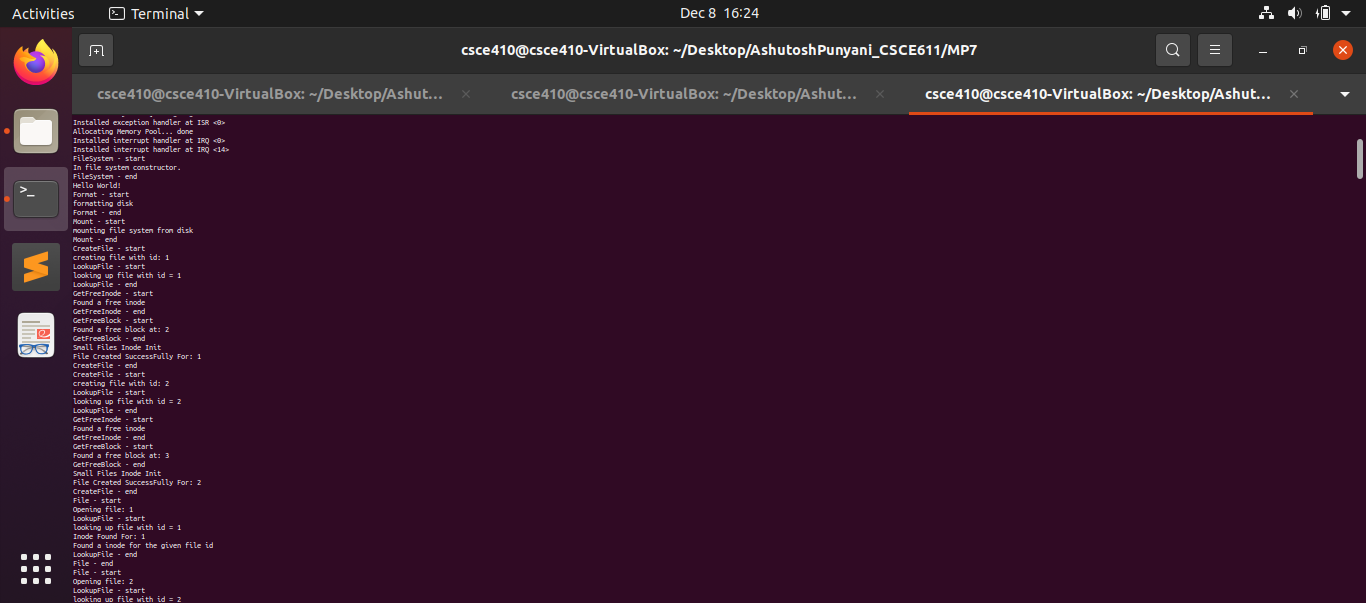 Activities
Terminal
Dec 8 16:24
csce410@csce410-VirtualBox: ~/Desktop/AshutoshPunyani_CSCE611/MP7
csce410@csce410-VirtualBox: ~/Desktop/Ashut...
csce410@csce410-VirtualBox: ~/Desktop/Ashut...
csce410@csce410-VirtualBox: ~/Desktop/Ashut...
Installed exception handler at ISR <0>
Allocating Memory Pool... done
Installed interrupt handler at IRQ <0>
Installed interrupt handler at IRQ <14>
FileSystem - start
In file system constructor.
FileSystem - end
Hello World!
Format - start
formatting disk
Format - end
Mount - start
mounting file system from disk
Mount - end
CreateFile - start
creating file with id: 1
LookupFile - start
looking up file with id = 1
LookupFile - end
GetFreeInode - start
Found a free inode
GetFreeInode - end
GetFreeBlock - start
Found a free block at: 2
GetFreeBlock - end
Small Files Inode Init
File Created SuccessFully For: 1
CreateFile - end
CreateFile - start
creating file with id: 2
LookupFile - start
looking up file with id = 2
LookupFile - end
GetFreeInode - start
Found a free inode
GetFreeInode - end
GetFreeBlock - start
Found a free block at: 3
GetFreeBlock - end
Small Files Inode Init
File Created SuccessFully For: 2
CreateFile - end
File - start
Opening file: 1
LookupFile - start
looking up file with id = 1
Inode Found For: 1
Found a inode for the given file id
LookupFile - end
File - end
File - start
Opening file: 2
LookupFile - start
looking up file with id = 2